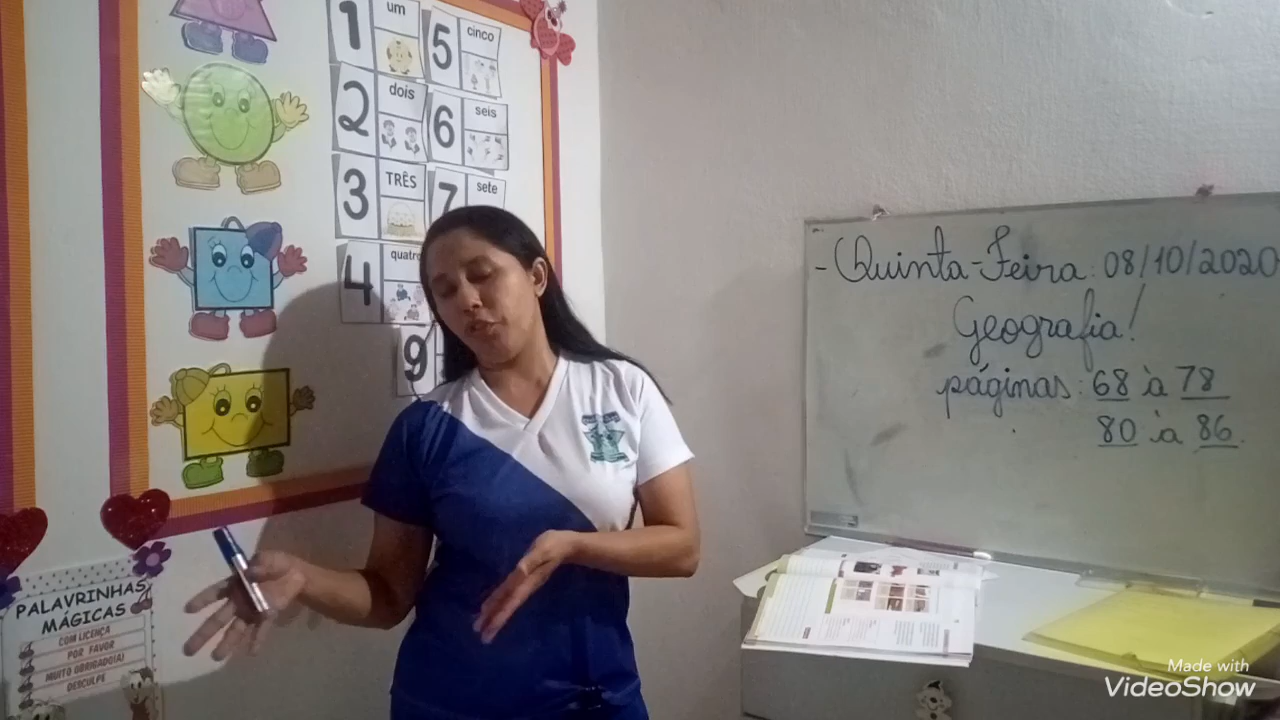 1 um
5 cinco
2 dois
6 seis
3 TRÊS
7 sete
4 quatro
9
- Quinta-Feira: 08/10/2020
Geografia!
páginas: 68 à 78
80 à 86.
PALAVRINHAS
MÁGICAS
COM LICENÇA
POR FAVOR
MUITO OBRIGADO(A)
DESCULPE
Made with
VideoShow